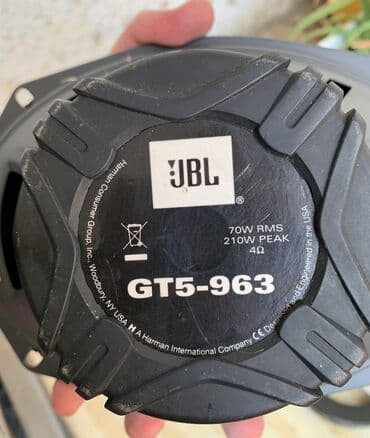 JBL
®
70W RMS
210W PEAK
4Ω
GT5-963
Harman Consumer Group, Inc., Woodbury, NY USA H A Harman International Company CE Designed and Engineered in the USA